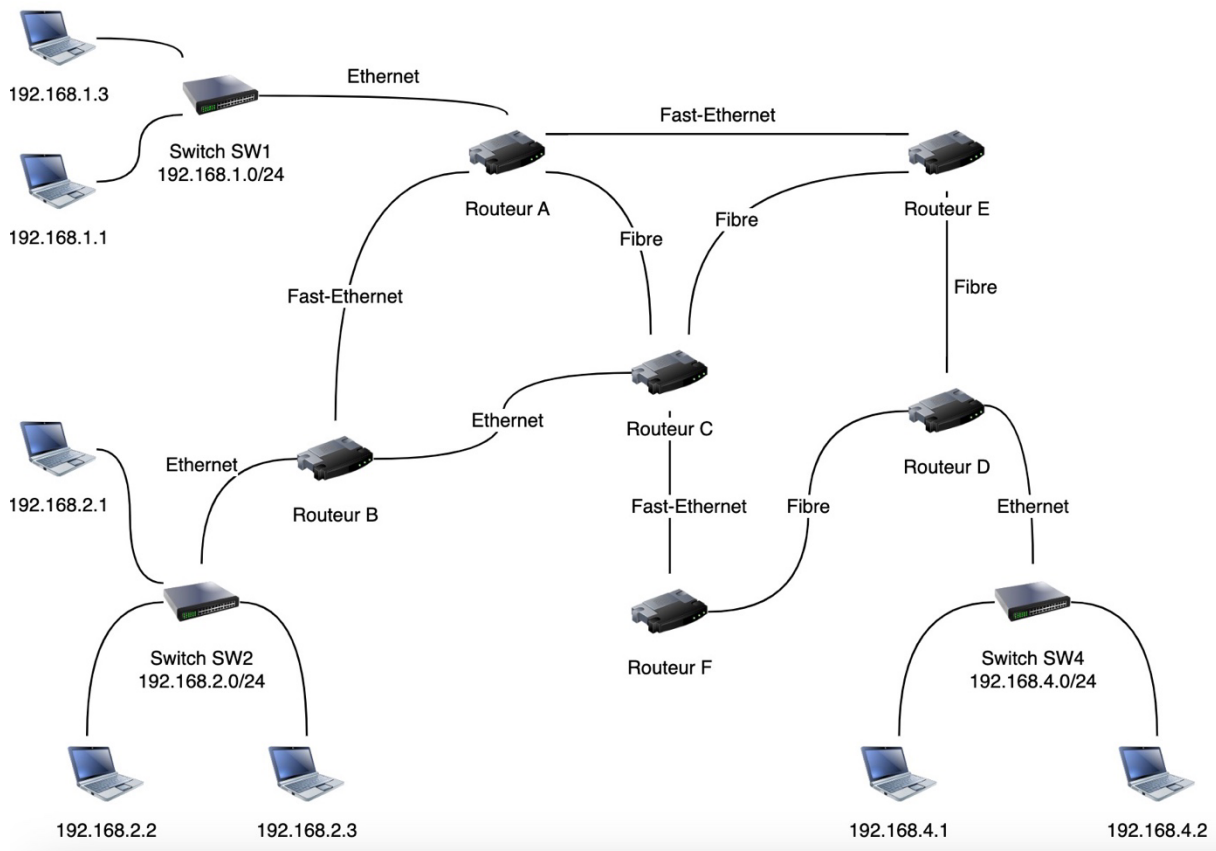 Ethernet
192.168.1.3
Fast-Ethernet
Switch SW1
192.168.1.0/24
Routeur A
Routeur E
192.168.1.1
Fibre
Fibre
Fibre
Fast-Ethernet
Ethernet
Routeur C
Ethernet
Routeur D
192.168.2.1
Routeur B
Fast-Ethernet
Fibre
Ethernet
Switch SW2
192.168.2.0/24
Routeur F
Switch SW4
192.168.4.0/24
192.168.2.2
192.168.2.3
192.168.4.1
192.168.4.2